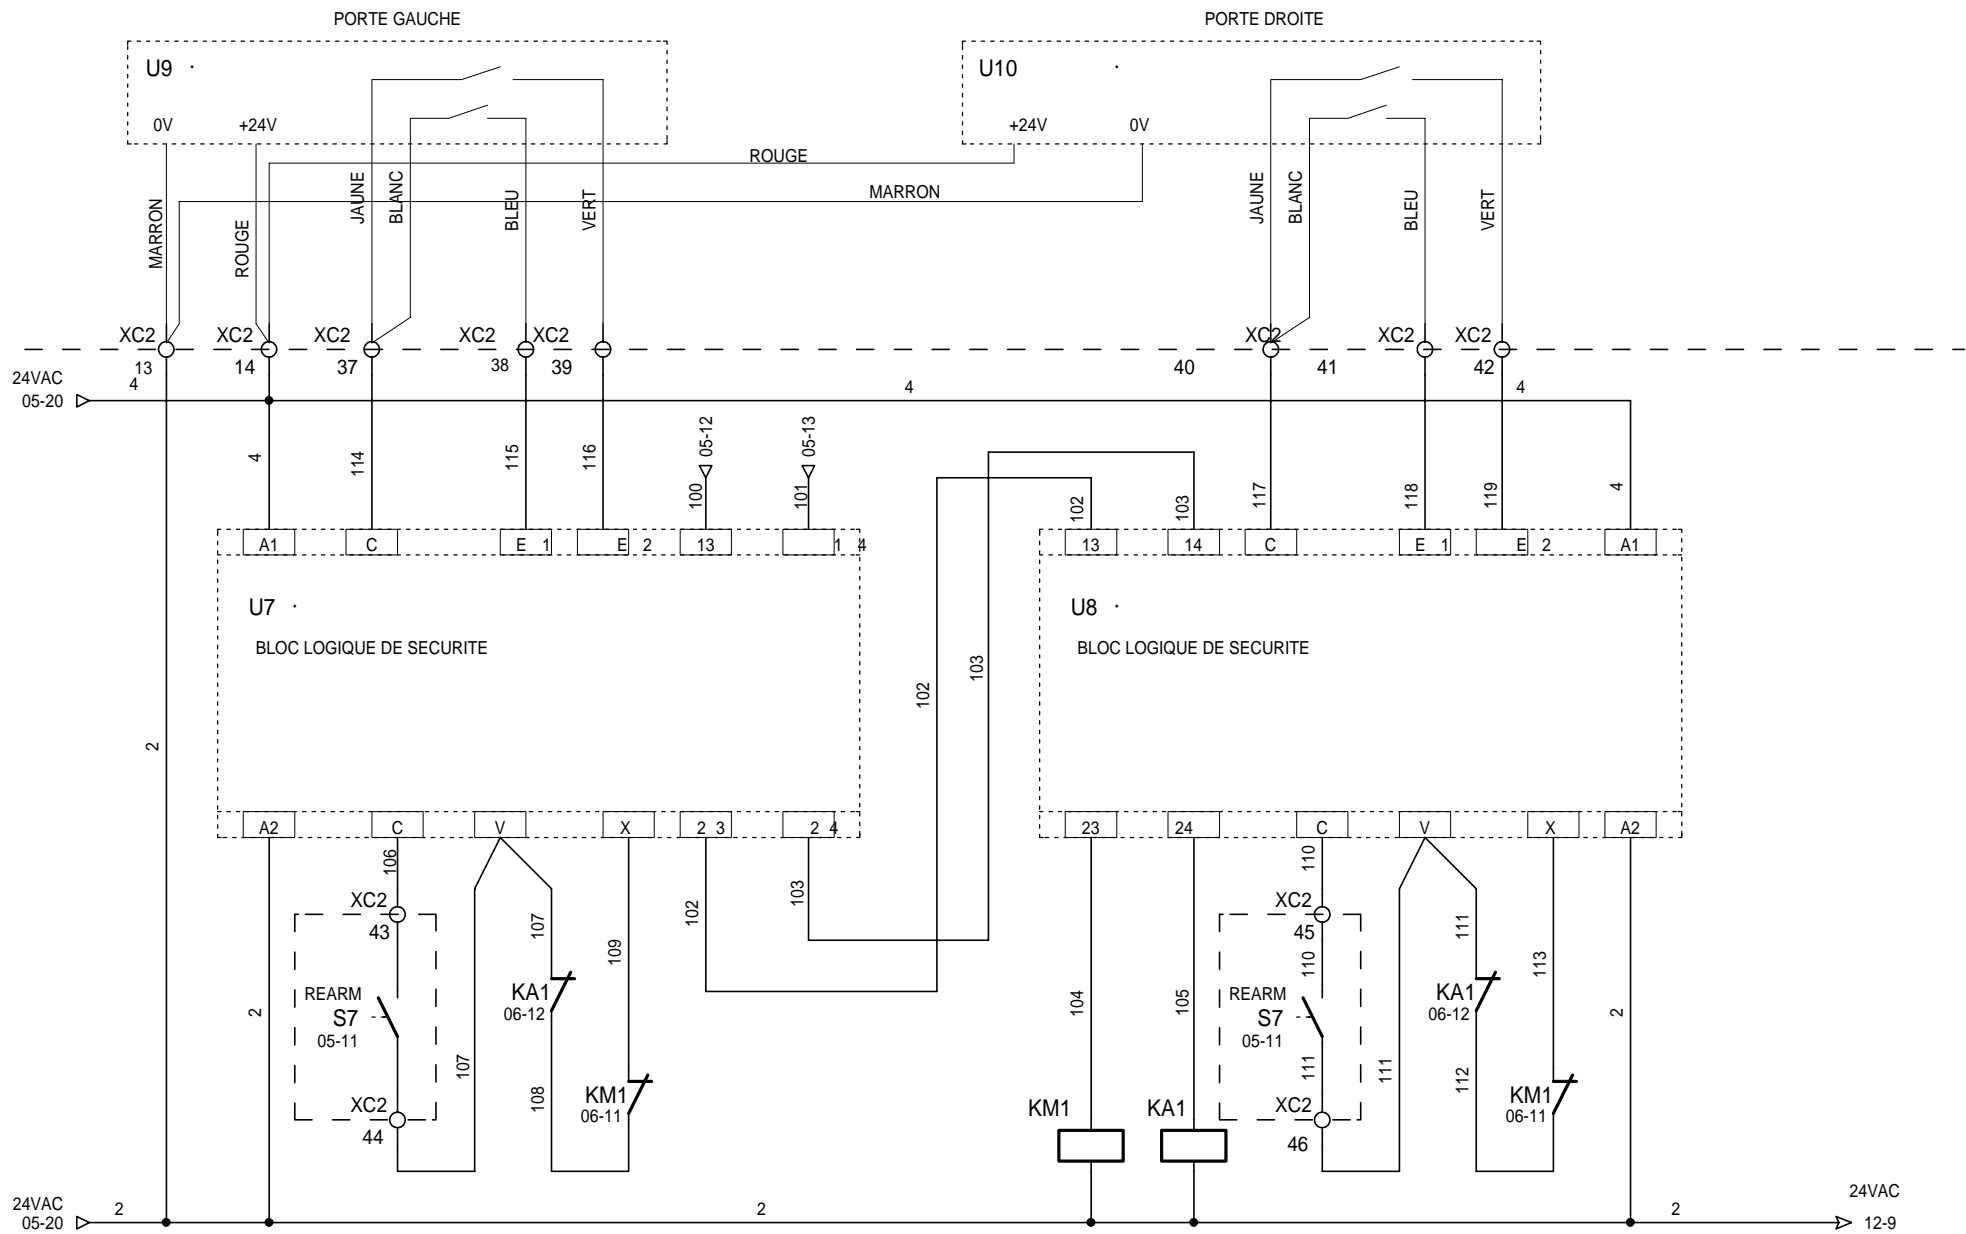 PORTE GAUCHE
PORTE DROITE
U9
U10
0V
+24V
+24V
0V
ROUGE
MARRON
MARRON
ROUGE
JAUNE
BLANC
BLEU
VERT
JAUNE
BLANC
BLEU
VERT
XC2
XC2
XC2
XC2
XC2
XC2
XC2
XC2
13
14
37
38
39
40
41
42
24VAC
05-20
4
4
4
4
114
115
116
100
05-12
101
05-13
102
103
117
118
119
4
A1
C
E 1
E 2
13
1 4
13
14
C
E 1
E 2
A1
U7
BLOC LOGIQUE DE SECURITE
U8
BLOC LOGIQUE DE SECURITE
102
103
2
A2
C
V
X
2 3
2 4
23
24
C
V
X
A2
106
XC2
43
REARM
S7
05-11
XC2
44
107
107
KA1
06-12
108
109
KM1
06-11
102
103
2
104
105
KM1
KA1
110
XC2
45
110
REARM
S7
05-11
111
XC2
46
111
111
KA1
06-12
112
113
KM1
06-11
2
24VAC
05-20
2
2
2
24VAC
12-9